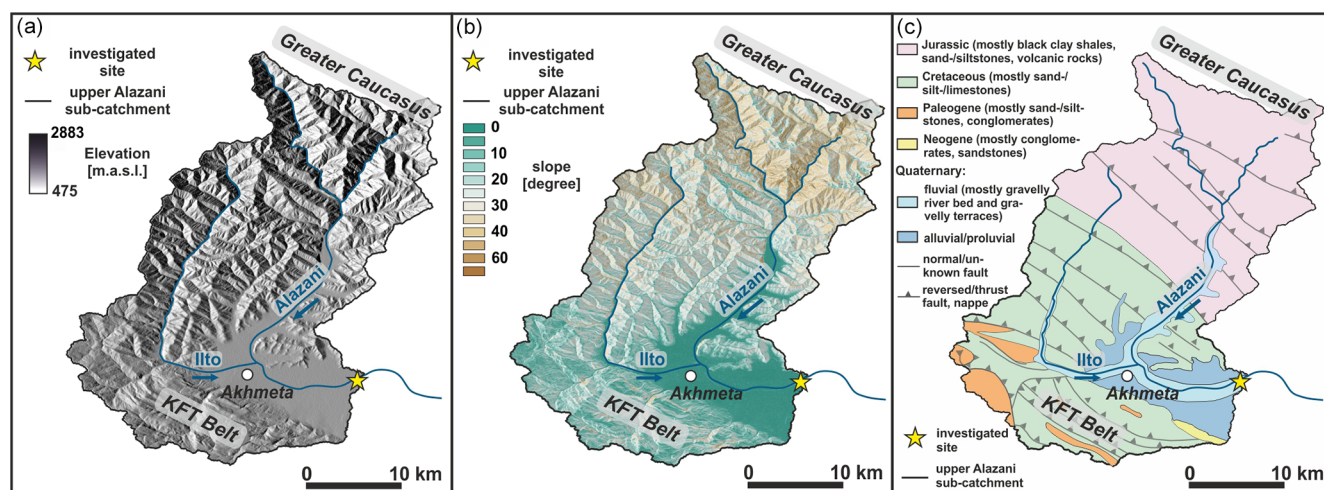 (a)
Greater Caucasus
investigated
site
upper Alazani
sub-catchment
2883
Elevation
[m.a.s.l.]
475
Alazani
Ilto
Akhmeta
KFT Belt
0 10 km
(b)
Greater Caucasus
investigated
site
upper Alazani
sub-catchment
0
10
slope
[degree]
20
30
40
60
Alazani
Ilto
Akhmeta
KFT Belt
0 10 km
(c)
Jurassic (mostly black clay shales,
sand-/siltstones, volcanic rocks)
Greater Caucasus
Cretaceous (mostly sand-/
silt-/limestones)
Paleogene (mostly sand-/silt-
stones, conglomerates)
Neogene (mostly conglome-
rates, sandstones)
Quaternary:
fluvial (mostly gravelly
river bed and gra-
velly terraces)
alluvial/proluvial
normal/un-
known fault
reversed/thrust
fault, nappe
Alazani
Ilto
Akhmeta
KFT Belt
investigated
site
upper Alazani
sub-catchment
0 10 km